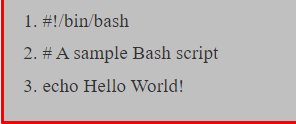 1. #!/bin/bash
2. # A sample Bash script
3. echo Hello World!